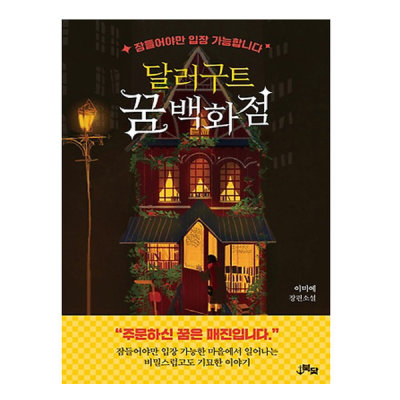 잠들어야만 입장 가능합니다
달러구트
꿈 백화점
이미예
장편소설
“주문하신 꿈은 매진입니다.”
잠들어야만 입장 가능한 마을에서 일어나는
비밀스럽고도 기묘한 이야기
북닻